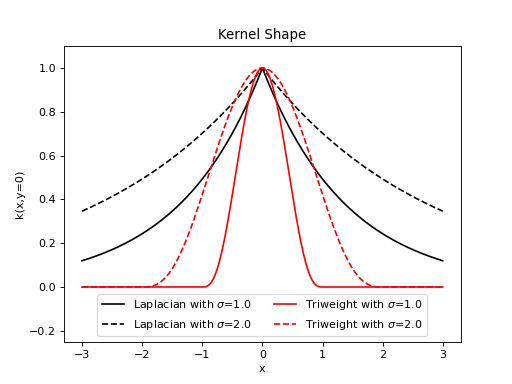 Kernel Shape
k(x,y=0)
1.0
0.8
0.6
0.4
0.2
0.0
−0.2
Laplacian with σ=1.0
Laplacian with σ=2.0
Triweight with σ=1.0
Triweight with σ=2.0
−3 −2 −1 0 1 2 3
x